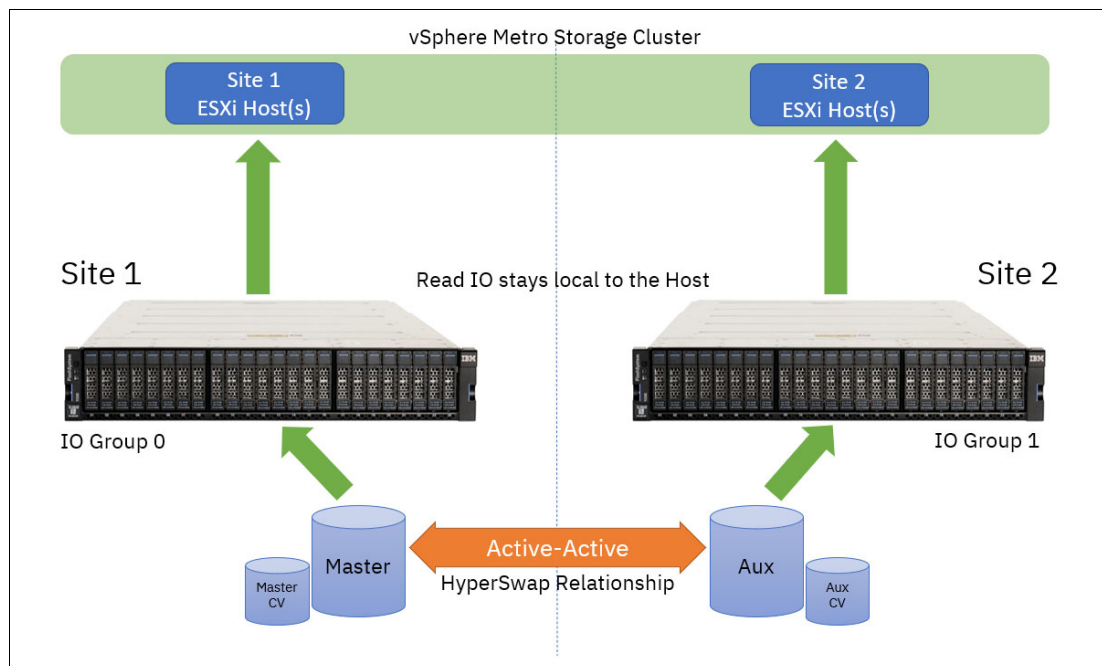 vSphere Metro Storage Cluster
Site 1
ESXi Host(s)
Site 2
ESXi Host(s)
Site 1
Read IO stays local to the Host
Site 2
IBM
IBM
IO Group 0
IO Group 1
Master
Master
CV
Active-Active
HyperSwap Relationship
Aux
Aux
CV